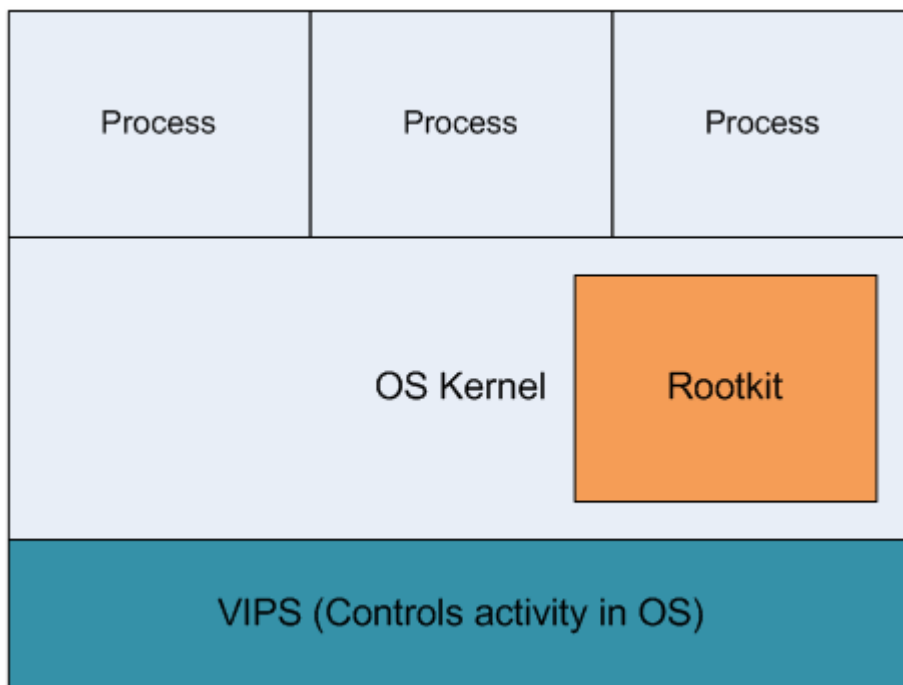 Process
Process
Process
OS Kernel
Rootkit
VIPS (Controls activity in OS)